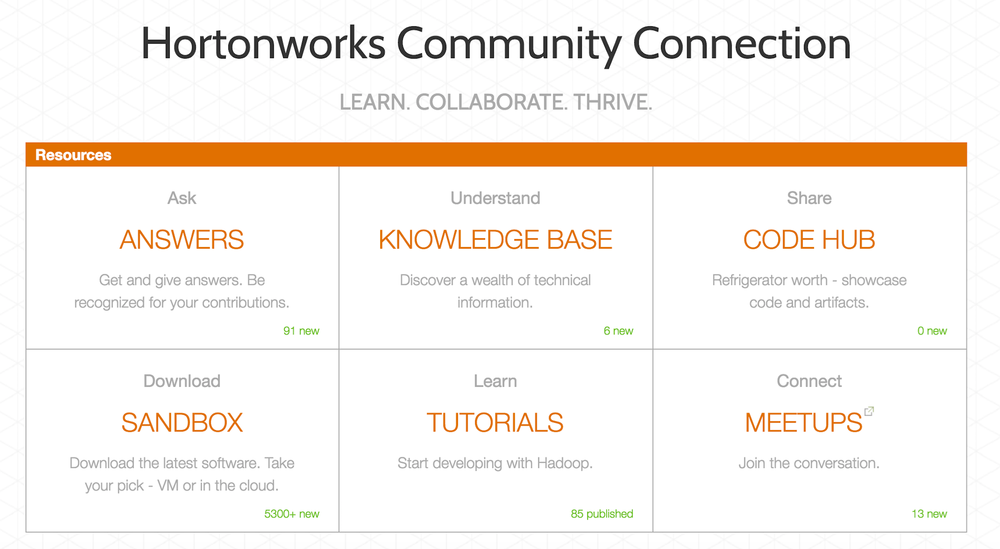 Hortonworks Community Connection
LEARN. COLLABORATE. THRIVE.
Resources
Ask
ANSWERS
Get and give answers. Be
recognized for your contributions.
91 new
Understand
KNOWLEDGE BASE
Discover a wealth of technical
information.
6 new
Share
CODE HUB
Refrigerator worth - showcase
code and artifacts.
0 new
Download
SANDBOX
Download the latest software. Take
your pick - VM or in the cloud.
5300+ new
Learn
TUTORIALS
Start developing with Hadoop.
85 published
Connect
MEETUPS
Join the conversation.
13 new